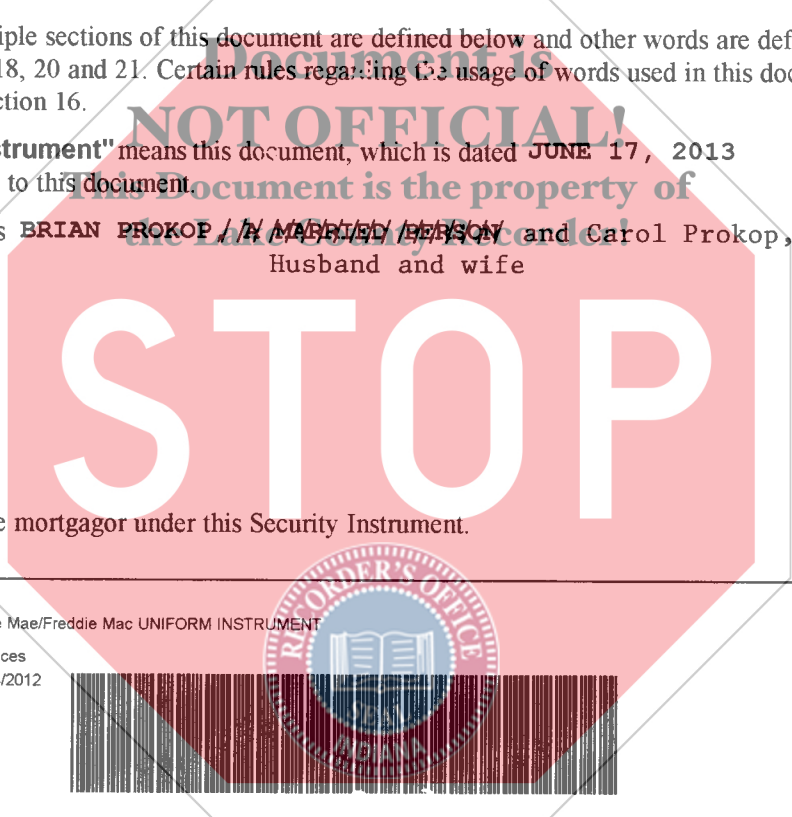 iple sections of this document are defined below and other words are def
18, 20 and 21. Certain rules regarding the usage of words used in this doc
ction 16.
strument" means this document, which is dated JUNE 17, 2013
to this document.
s BRIAN PROKOP, A MARRIED PERSON and Carol Prokop,
Husband and wife
e mortgagor under this Security Instrument.
e Mae/Freddie Mac UNIFORM INSTRUMENT
ces
/2012
Document is
NOT OFFICIAL!
This Document is the property of
the Lake County Recorder!
STOP
RECORDER'S OFFICE
SEAL
INDIANA